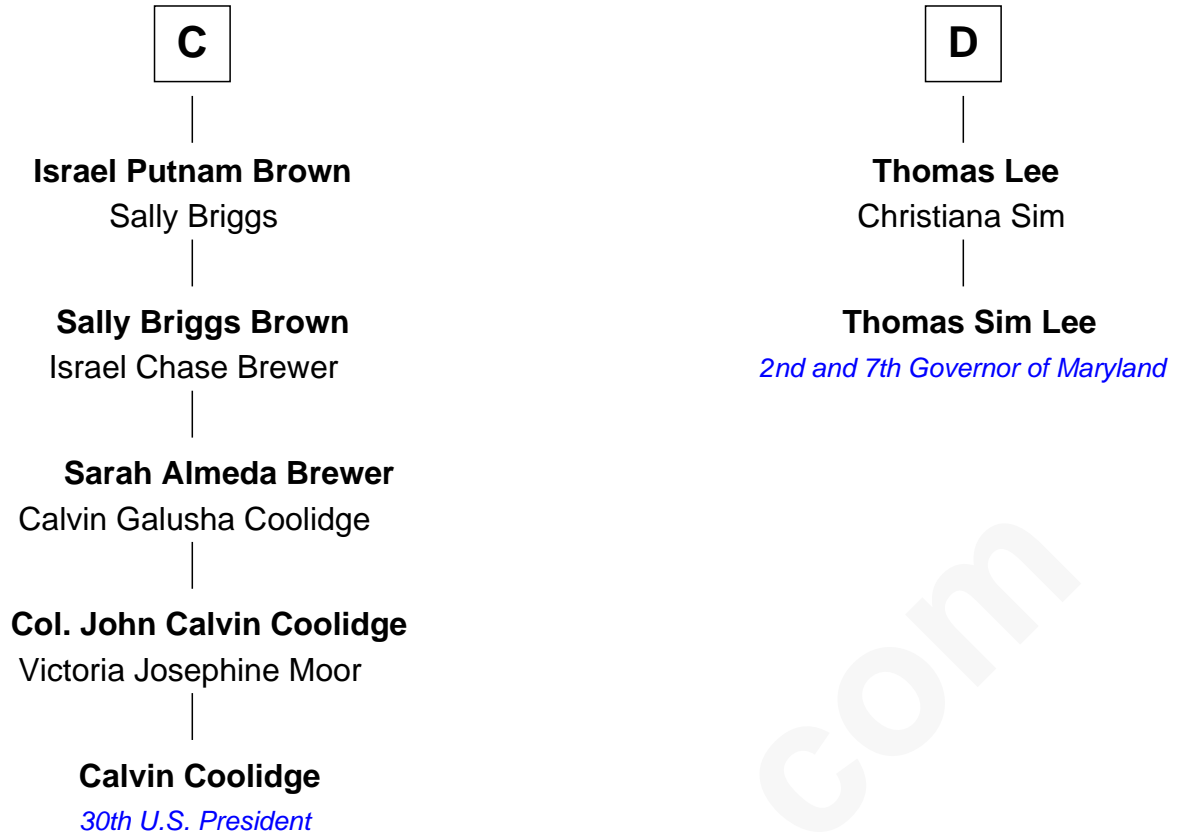 C
Israel Putnam Brown
Sally Briggs
Sally Briggs Brown
Israel Chase Brewer
Sarah Almeda Brewer
Calvin Galusha Coolidge
Col. John Calvin Coolidge
Victoria Josephine Moor
Calvin Coolidge
30th U.S. President
D
Thomas Lee
Christiana Sim
Thomas Sim Lee
2nd and 7th Governor of Maryland
com